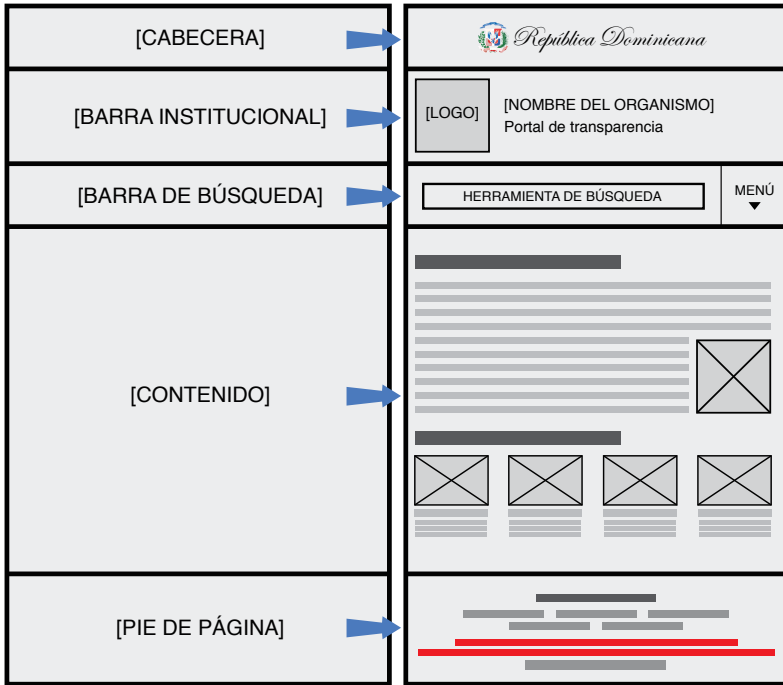 [CABECERA]
República Dominicana
[BARRA INSTITUCIONAL]
[LOGO]
[NOMBRE DEL ORGANISMO]
Portal de transparencia
[BARRA DE BÚSQUEDA]
HERRAMIENTA DE BÚSQUEDA
MENÚ
[CONTENIDO]
[PIE DE PÁGINA]